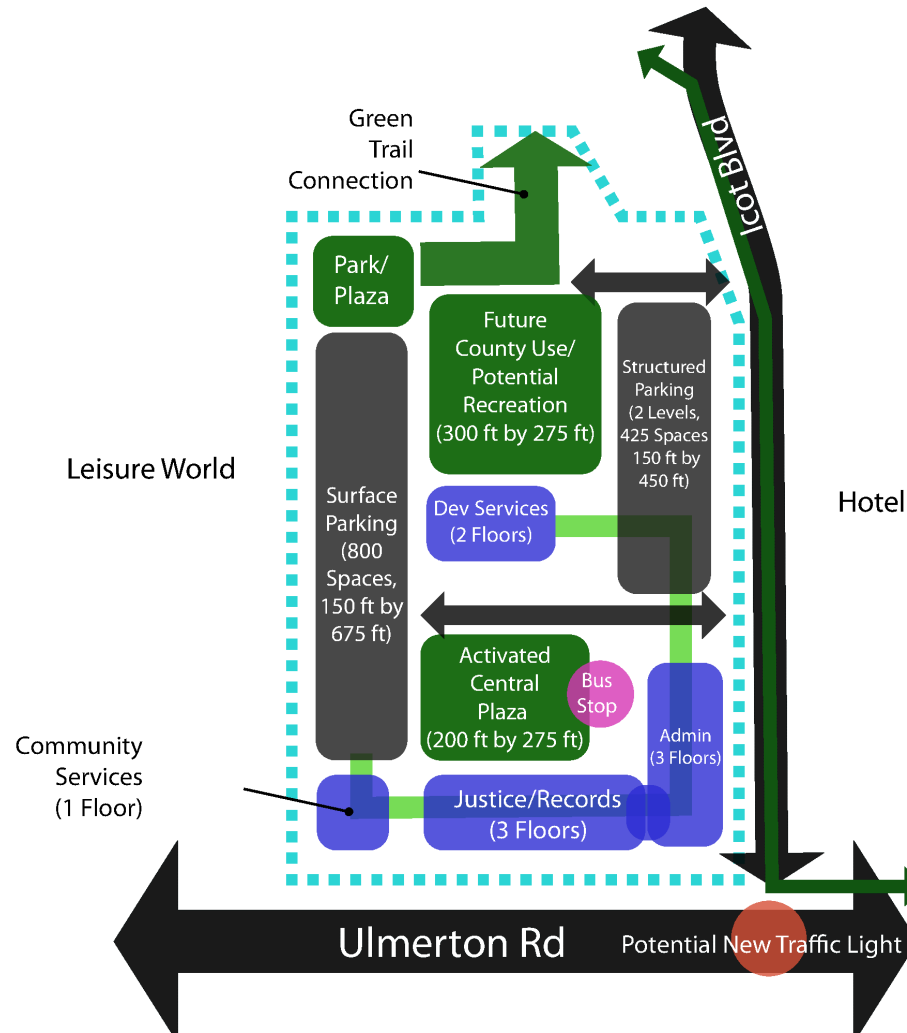 Green
Trail
Connection
Icot Blvd
Park/
Plaza
Future
County Use/
Potential
Recreation
(300 ft by 275 ft)
Structured
Parking
(2 Levels,
425 Spaces
150 ft by
450 ft)
Leisure World
Hotel
Surface
Parking
(800
Spaces,
150 ft by
675 ft)
Dev Services
(2 Floors)
Activated
Central
Plaza
(200 ft by 275 ft)
Bus
Stop
Admin
(3 Floors)
Community
Services
(1 Floor)
Justice/Records
(3 Floors)
Ulmerton Rd
Potential New Traffic Light